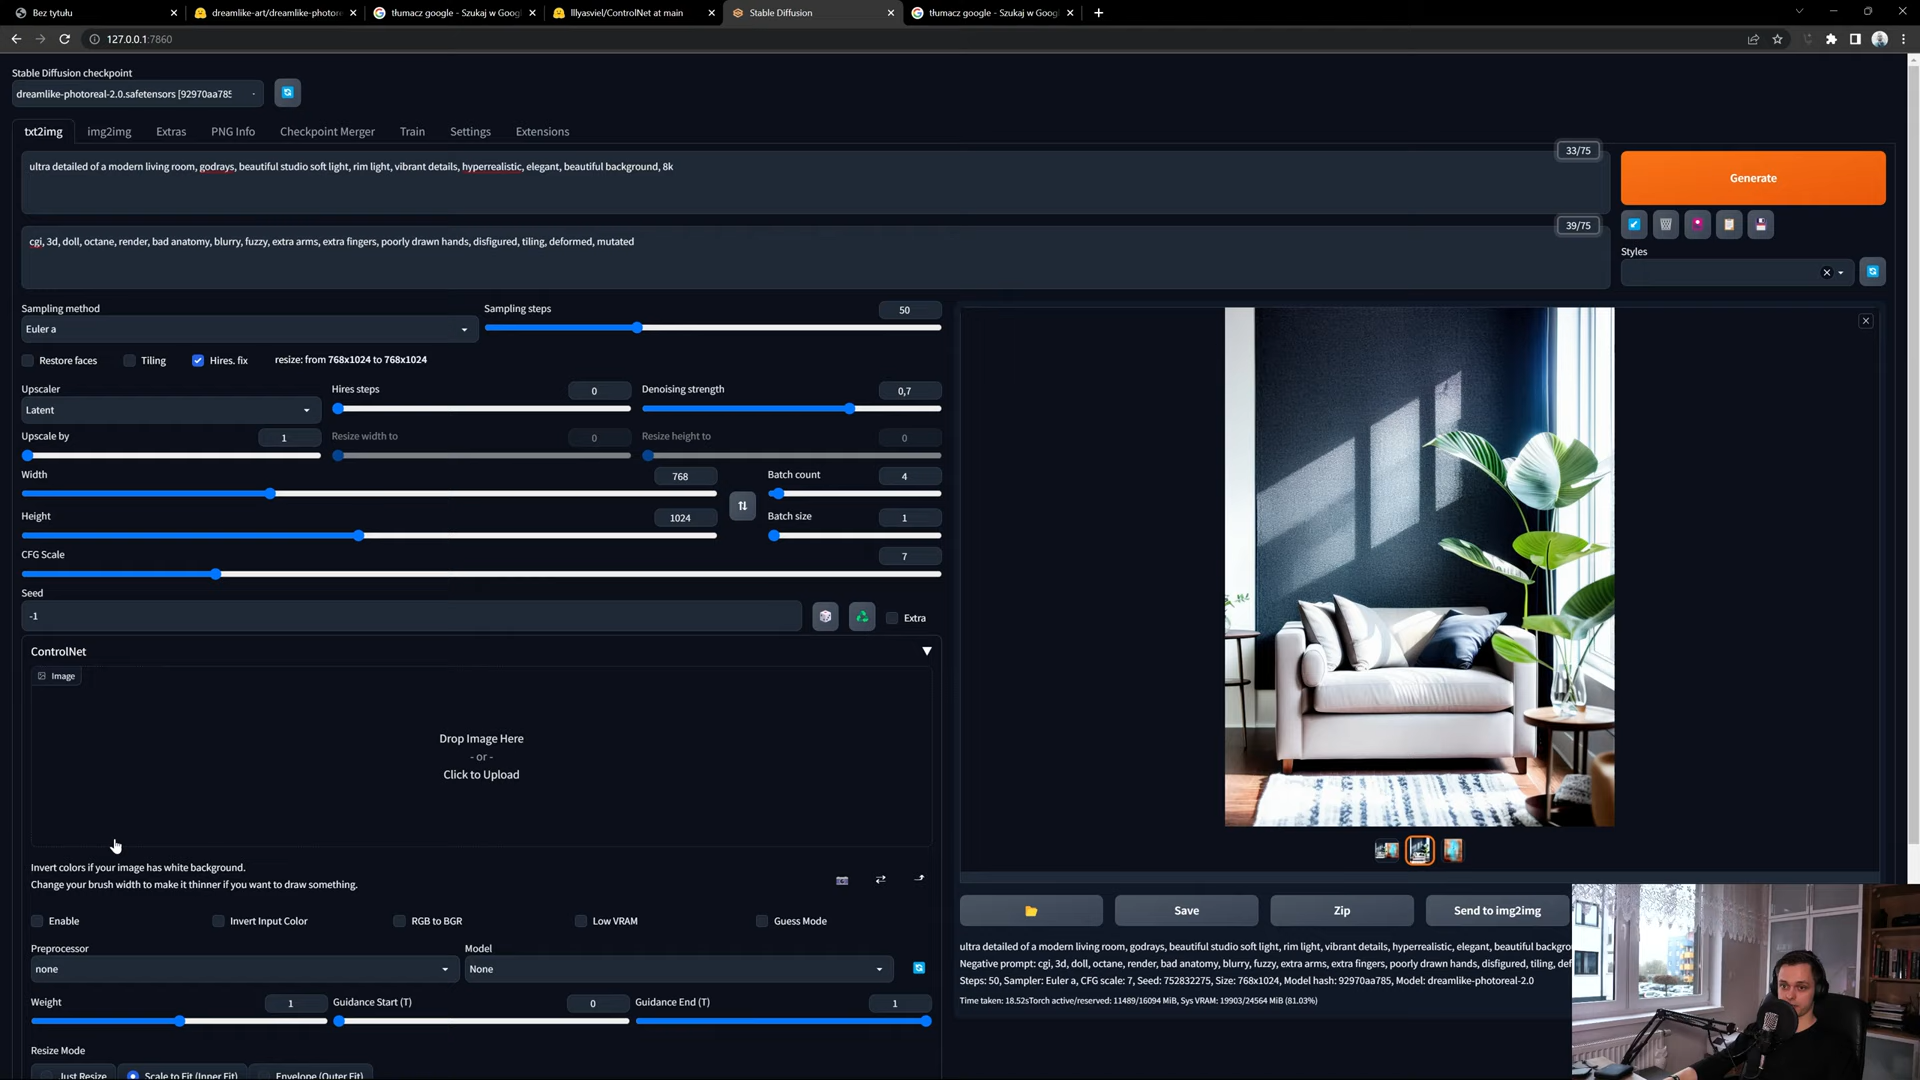 Bez tytułu
dreamlike-art/dreamlike-photore
tłumacz google - Szukaj w Goog
lllyasviel/ControlNet at main
Stable Diffusion
tłumacz google - Szukaj w Goog
127.0.0.1:7860
Stable Diffusion checkpoint
dreamlike-photoreal-2.0.safetensors [92970aa785
txt2img
img2img
Extras
PNG Info
Checkpoint Merger
Train
Settings
Extensions
33/75
ultra detailed of a modern living room, godrays, beautiful studio soft light, rim light, vibrant details, hyperrealistic, elegant, beautiful background, 8k
Generate
39/75
cgi, 3d, doll, octane, render, bad anatomy, blurry, fuzzy, extra arms, extra fingers, poorly drawn hands, disfigured, tiling, deformed, mutated
Styles
Sampling method
Euler a
Sampling steps
50
Restore faces
Tiling
Hires. fix
resize: from 768x1024 to 768x1024
Upscaler
Latent
Hires steps
0
Denoising strength
0,7
Upscale by
1
Resize width to
0
Resize height to
0
Width
768
Batch count
4
Height
1024
Batch size
1
CFG Scale
7
Seed
-1
Extra
ControlNet
Image
Drop Image Here
- or -
Click to Upload
Invert colors if your image has white background.
Change your brush width to make it thinner if you want to draw something.
Enable
Invert Input Color
RGB to BGR
Low VRAM
Guess Mode
Preprocessor
none
Model
None
Weight
1
Guidance Start (T)
0
Guidance End (T)
1
Resize Mode
Just Resize
Scale to Fit (Inner Fit)
Envelope (Outer Fit)
Save
Zip
Send to img2img
ultra detailed of a modern living room, godrays, beautiful studio soft light, rim light, vibrant details, hyperrealistic, elegant, beautiful backgrou
Negative prompt: cgi, 3d, doll, octane, render, bad anatomy, blurry, fuzzy, extra arms, extra fingers, poorly drawn hands, disfigured, tiling, def
Steps: 50, Sampler: Euler a, CFG scale: 7, Seed: 752832275, Size: 768x1024, Model hash: 92970aa785, Model: dreamlike-photoreal-2.0
Time taken: 18.52sTorch active/reserved: 11489/16094 MiB, Sys VRAM: 19903/24564 MiB (81.03%)